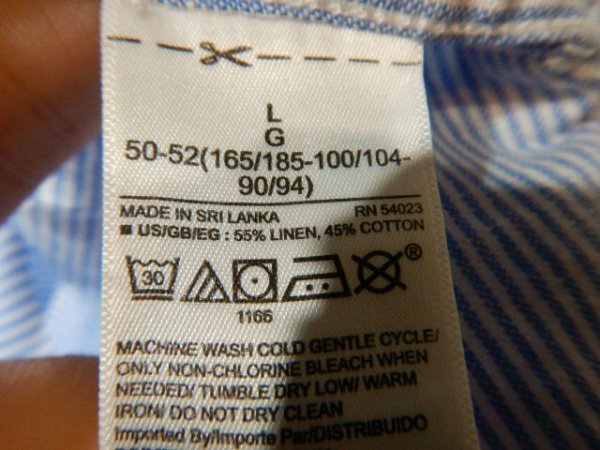 L
G
50-52(165/185-100/104-
90/94)
MADE IN SRI LANKA RN 54023
■ US/GB/EG : 55% LINEN, 45% COTTON
30
®
1166
MACHINE WASH COLD GENTLE CYCLE/
ONLY NON-CHLORINE BLEACH WHEN
NEEDED/ TUMBLE DRY LOW/ WARM
IRON/ DO NOT DRY CLEAN
Imported By/Importe Par/DISTRIBUIDO